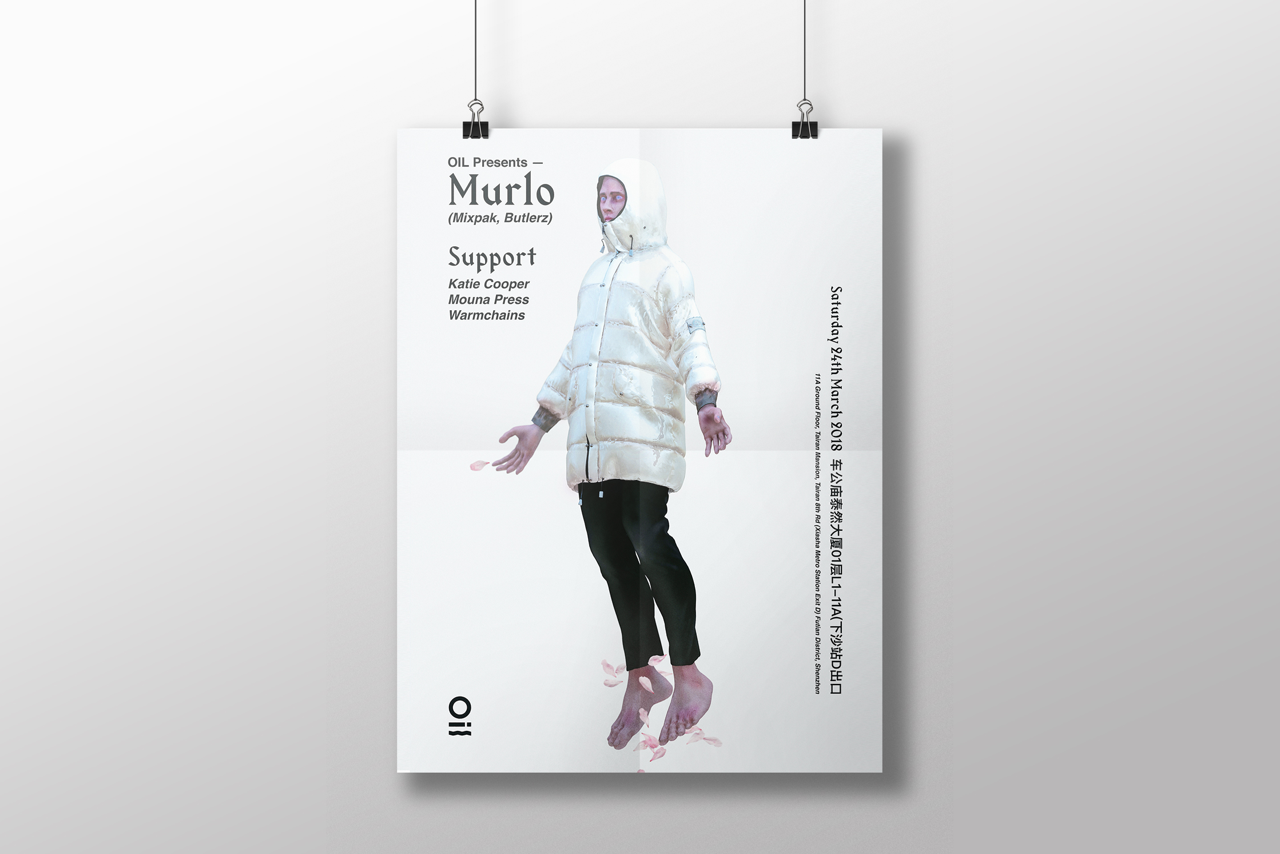 OIL Presents —
Murlo
(Mixpak, Butlerz)
Support
Katie Cooper
Mouna Press
Warmchains
Saturday 24th March 2018 车公庙泰然大厦01层L1-11A(下沙站D出口
11A Ground Floor, Tairan Mansion, Tairan 8th Rd (Xiasha Metro Station Exit D) Futian District, Shenzhen
Oil